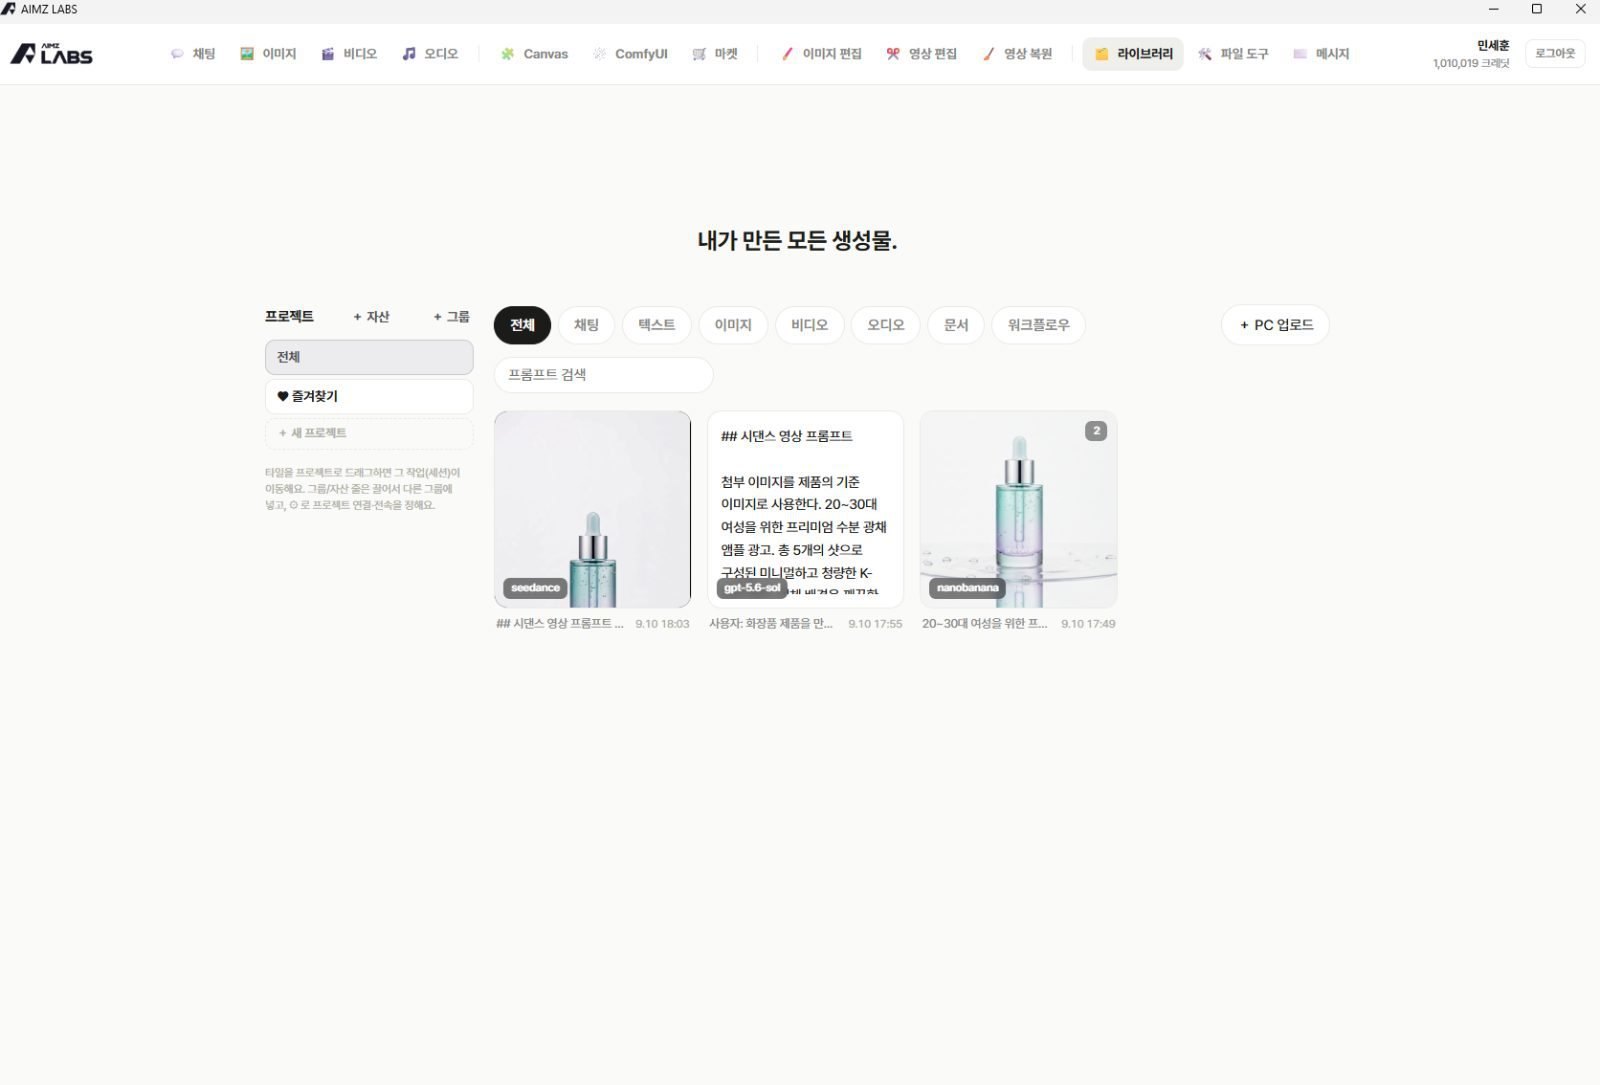 AIMZ LABS
AIMZ LABS
채팅 이미지 비디오 오디오 Canvas ComfyUI 마켓 이미지 편집 영상 편집 영상 복원 라이브러리 파일 도구 메시지
민세훈
1,010,019 크레딧
로그아웃
내가 만든 모든 생성물.
프로젝트 + 자산 + 그룹
전체
♥ 즐겨찾기
+ 새 프로젝트
타일을 프로젝트로 드래그하면 그 작업(세션)이
이동해요. 그룹/자산 줄은 끌어서 다른 그룹에
넣고, ⚙ 로 프로젝트 연결·전속을 정해요.
전체 채팅 텍스트 이미지 비디오 오디오 문서 워크플로우
+ PC 업로드
프롬프트 검색
seedance
## 시댄스 영상 프롬프트 ... 9.10 18:03
## 시댄스 영상 프롬프트
첨부 이미지를 제품의 기준
이미지로 사용한다. 20~30대
여성을 위한 프리미엄 수분 광채
앰플 광고. 총 5개의 샷으로
구성된 미니멀하고 청량한 K-
gpt-5.6-sol
사용자: 화장품 제품을 만... 9.10 17:55
2
nanobanana
20~30대 여성을 위한 프... 9.10 17:49